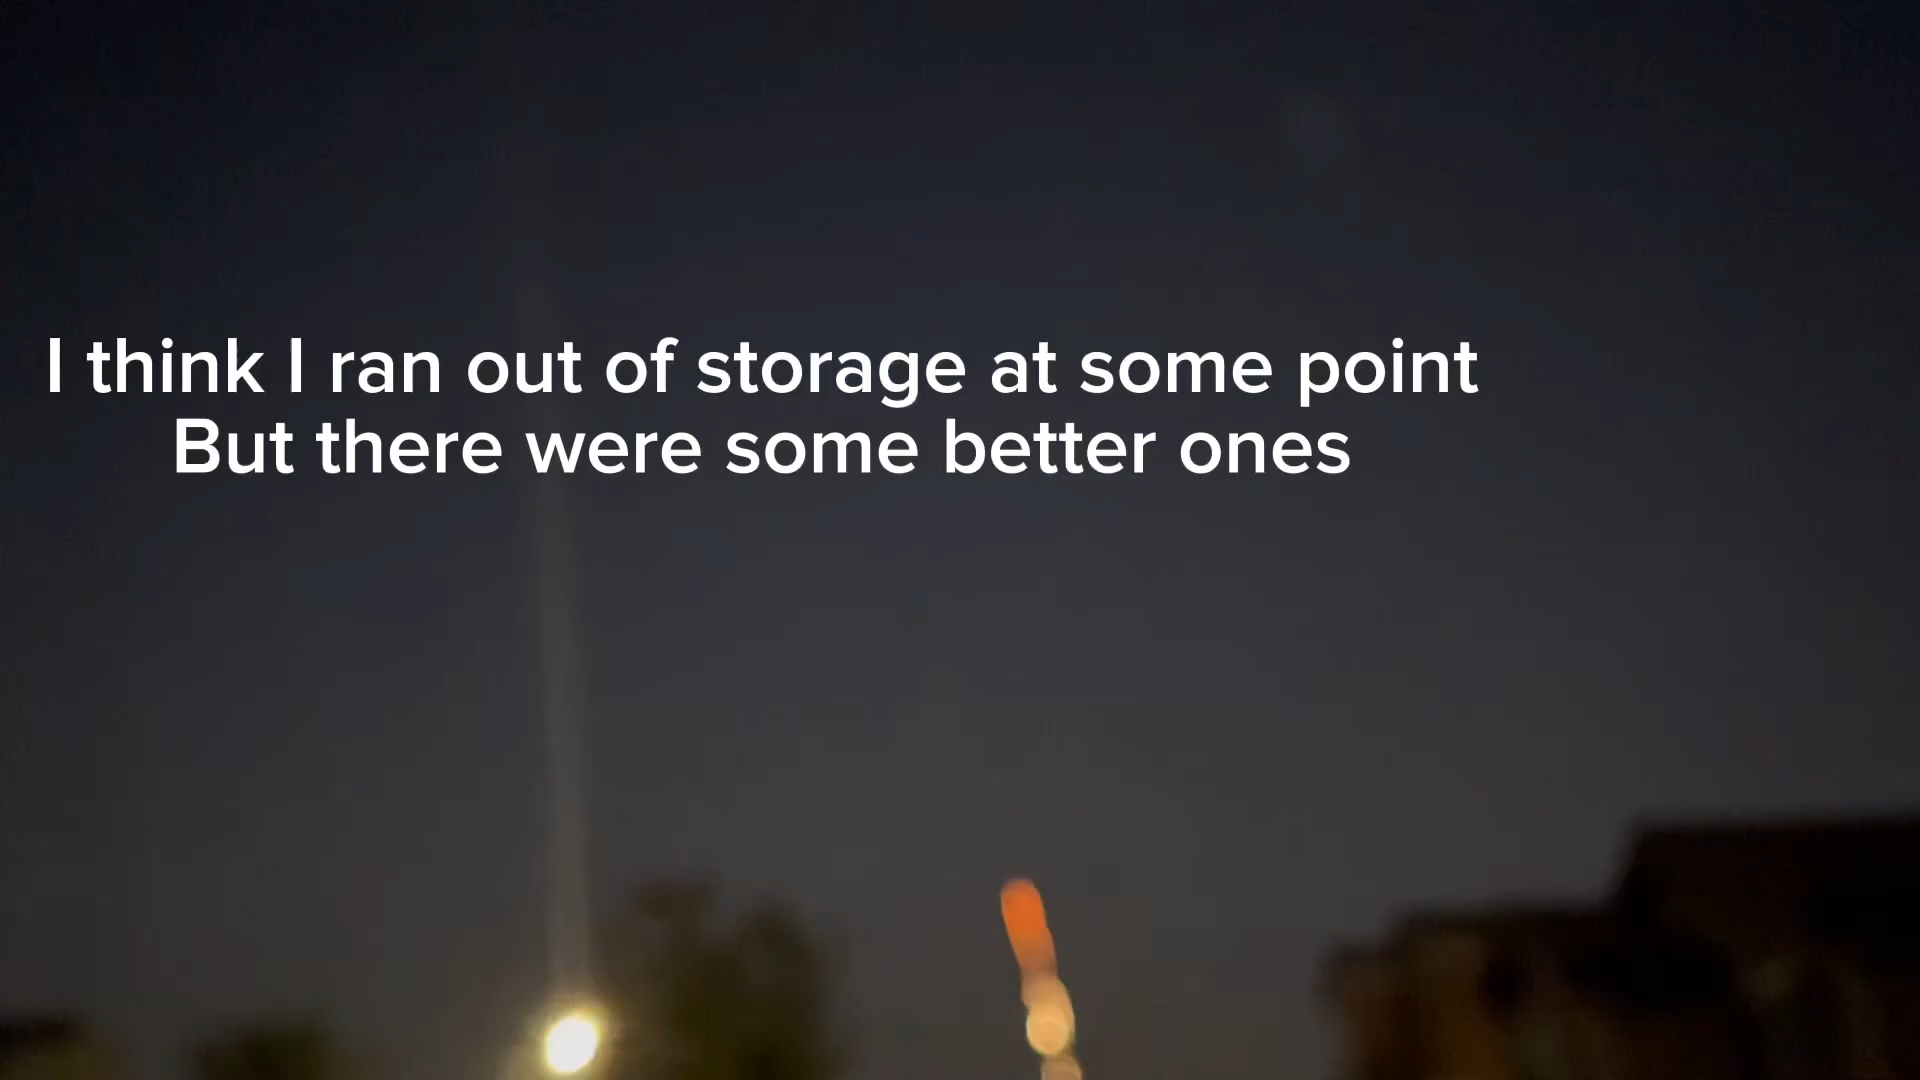 I think I ran out of storage at some point
But there were some better ones